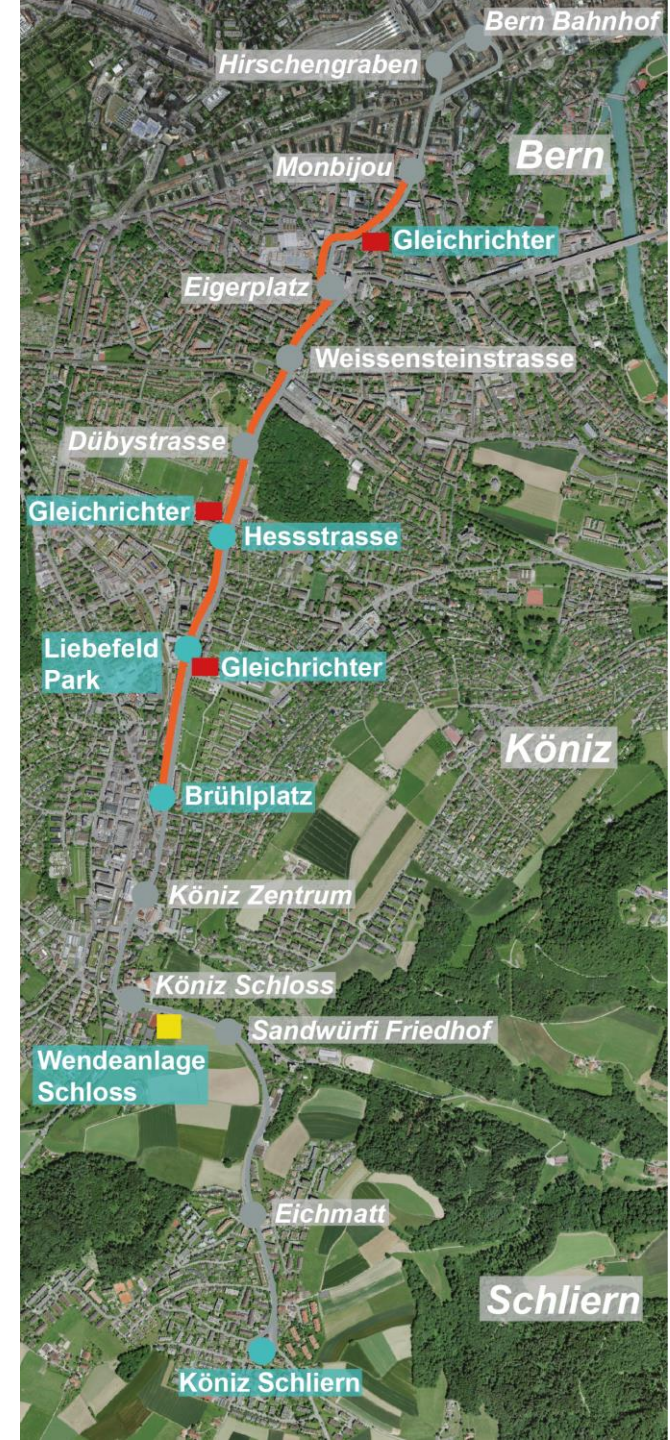 Bern Bahnhof
Hirschengraben
Bern
Monbijou
Gleichrichter
Eigerplatz
Weissensteinstrasse
Dübystrasse
Gleichrichter
Hessstrasse
Liebefeld
Park
Gleichrichter
Köniz
Brühlplatz
Köniz Zentrum
Köniz Schloss
Sandwürfi Friedhof
Wendeanlage
Schloss
Eichmatt
Schliern
Köniz Schliern